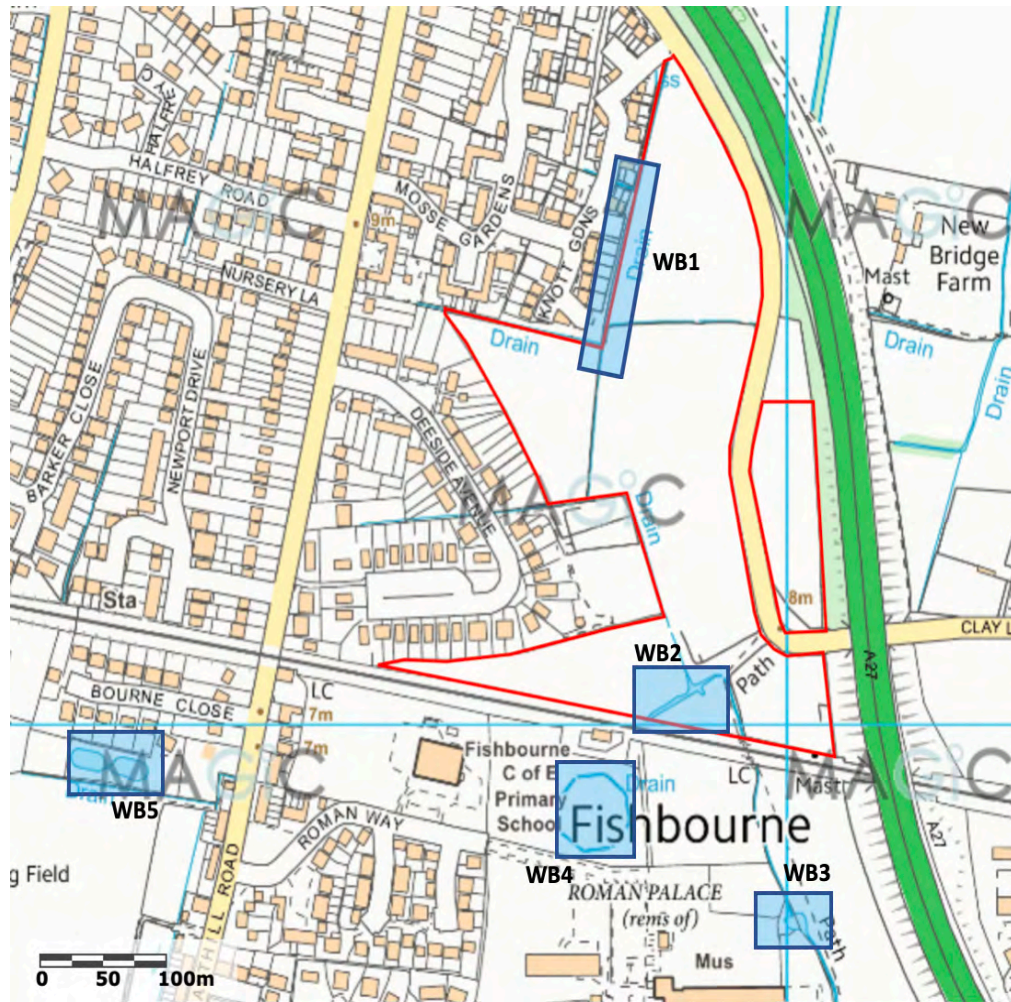 MAGiC
MAGiC
HALFREY
HALFREY ROAD
MOSSE GARDENS
9m
Drain
WB1
New
Bridge
Farm
Mast
NURSERY LA
KNOTT GDNS
Drain
Drain
Drain
BARKER CLOSE
NEWPORT DRIVE
DEESIDE AVENUE
MAGiC
Drain
Sta
8m
CLAY L
WB2
Path
A27
LC
BOURNE CLOSE
7m
7m
Fishbourne
C of E
Primary
School
MAGiC
MAGiC
Drain
Drain
LC
Mast
WB5
Fishbourne
A27
ROMAN WAY
WB4
WB3
g Field
ROMAN PALACE
(rems of)
Path
HILL ROAD
Mus
0 50 100m